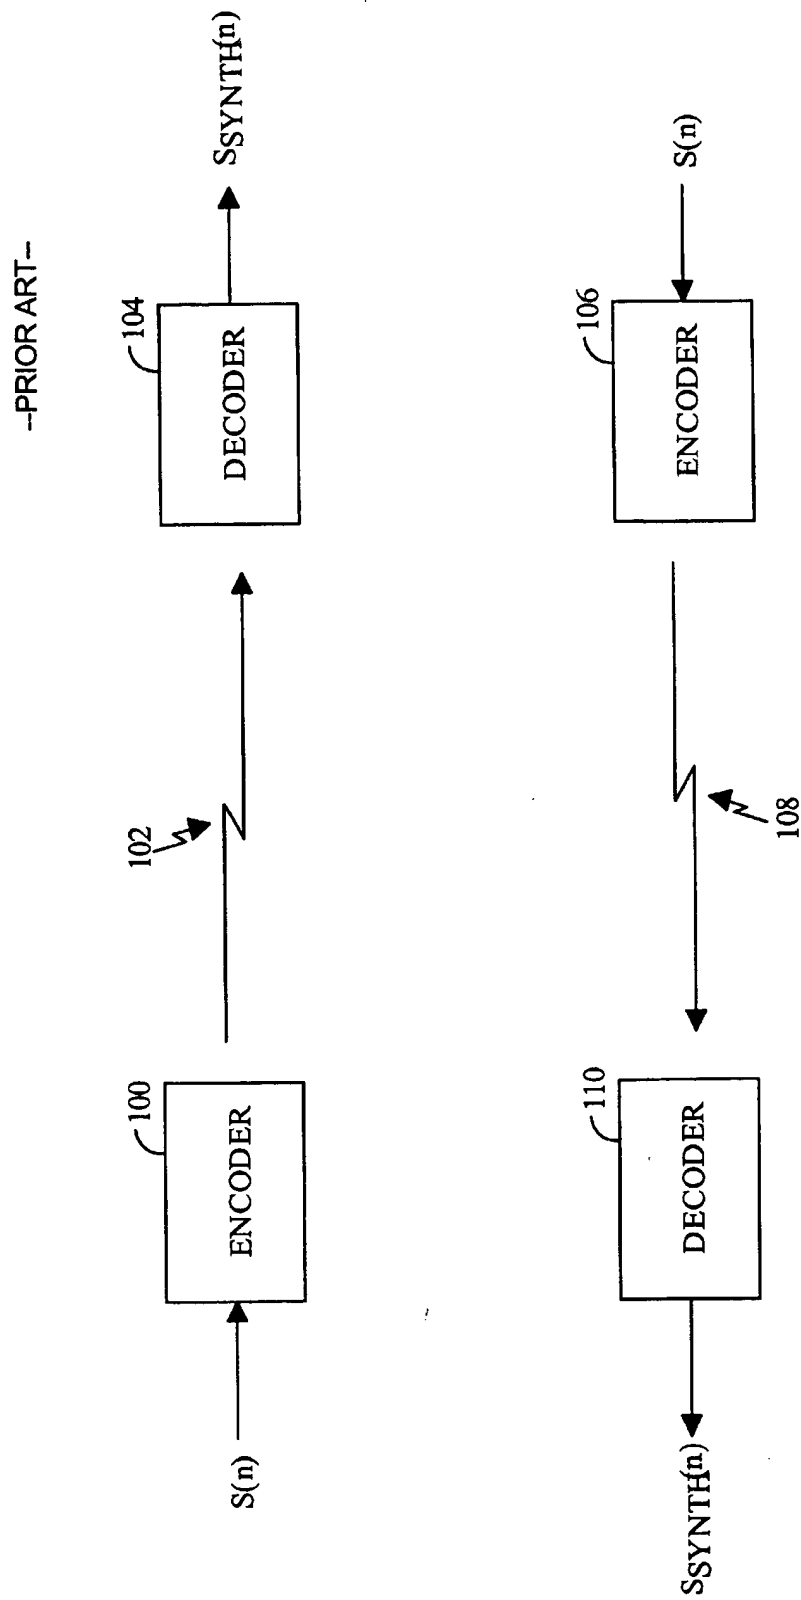 --PRIOR ART--
S(n)
100
ENCODER
102
104
DECODER
SSYNTH(n)
SSYNTH(n)
110
DECODER
108
106
ENCODER
S(n)